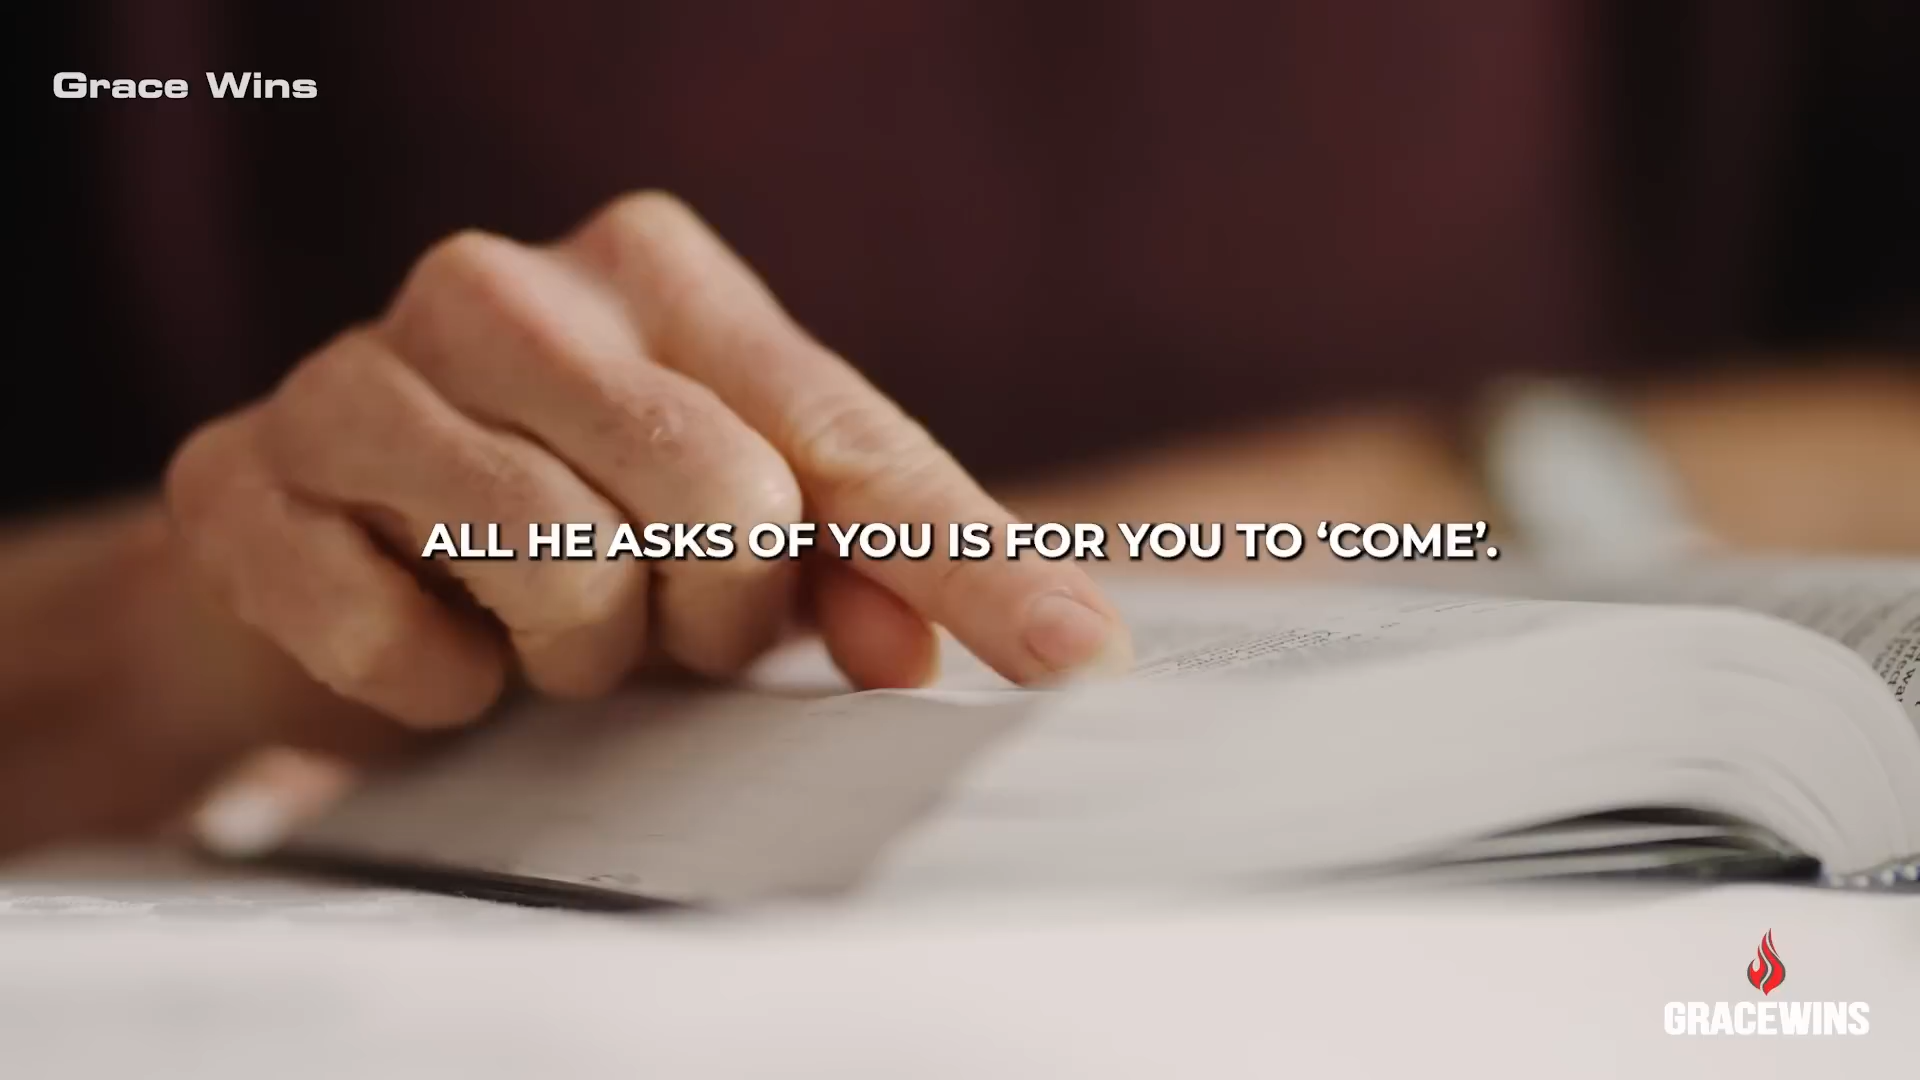 Grace Wins
ALL HE ASKS OF YOU IS FOR YOU TO ‘COME’.
GRACEWINS